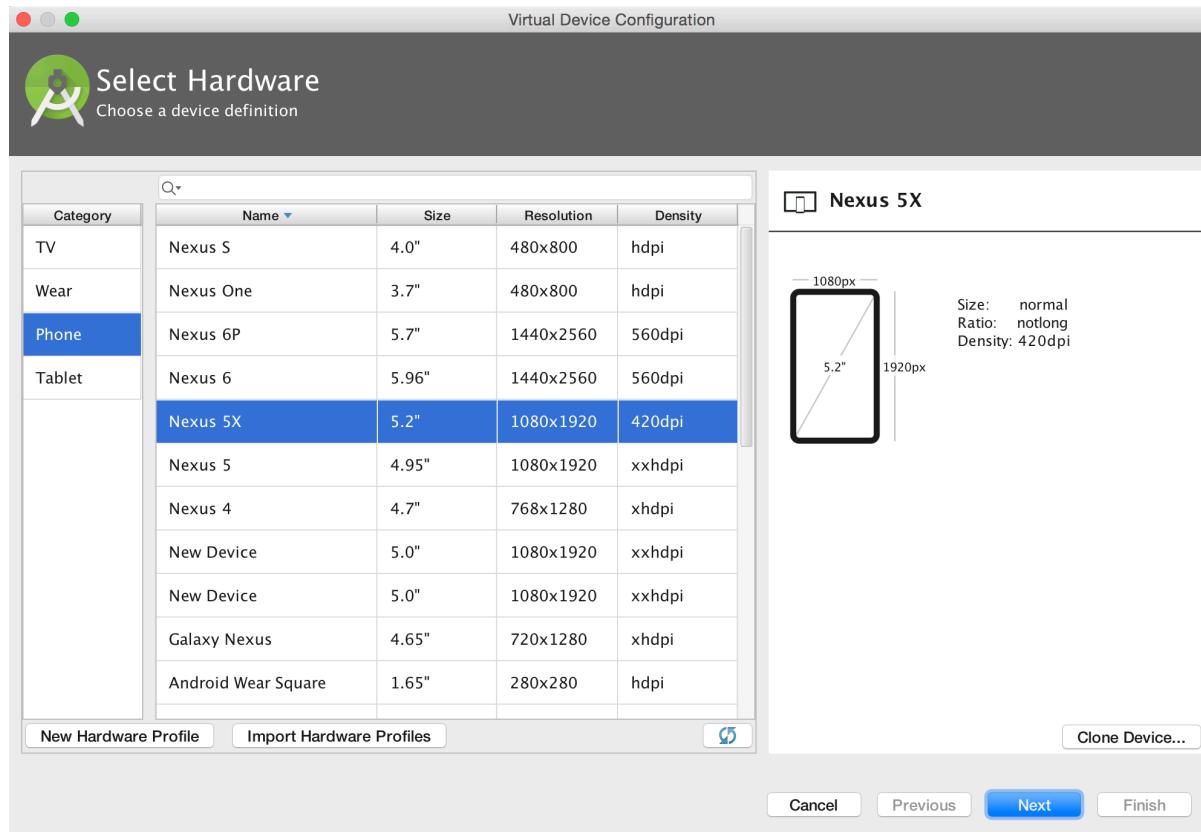 Virtual Device Configuration
Select Hardware
Choose a device definition
Category
TV
Wear
Phone
Tablet
Name Size Resolution Density
Nexus S 4.0" 480x800 hdpi
Nexus One 3.7" 480x800 hdpi
Nexus 6P 5.7" 1440x2560 560dpi
Nexus 6 5.96" 1440x2560 560dpi
Nexus 5X 5.2" 1080x1920 420dpi
Nexus 5 4.95" 1080x1920 xxhdpi
Nexus 4 4.7" 768x1280 xhdpi
New Device 5.0" 1080x1920 xxhdpi
New Device 5.0" 1080x1920 xxhdpi
Galaxy Nexus 4.65" 720x1280 xhdpi
Android Wear Square 1.65" 280x280 hdpi
New Hardware Profile Import Hardware Profiles
Nexus 5X
1080px
5.2"
1920px
Size: normal
Ratio: notlong
Density: 420dpi
Clone Device...
Cancel Previous Next Finish